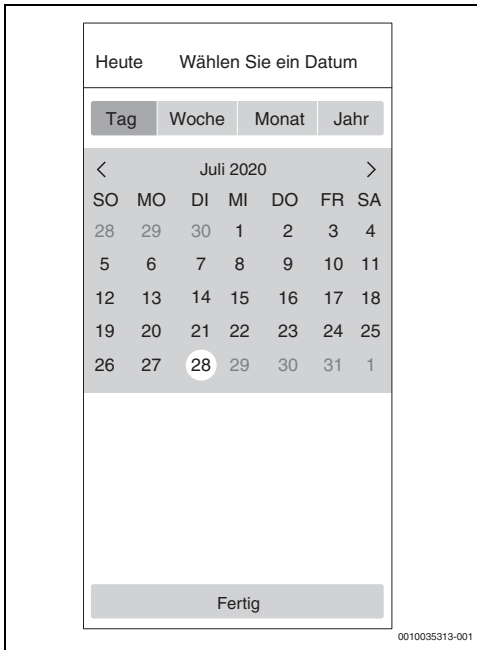 Heute Wählen Sie ein Datum
Tag Woche Monat Jahr
< Juli 2020 >
SO MO DI MI DO FR SA
28 29 30 1 2 3 4
5 6 7 8 9 10 11
12 13 14 15 16 17 18
19 20 21 22 23 24 25
26 27 28 29 30 31 1
Fertig
0010035313-001